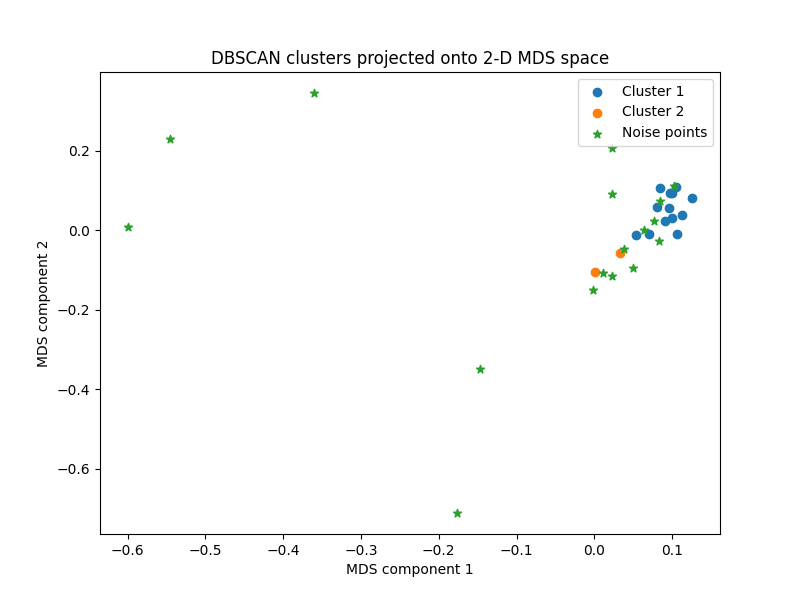 DBSCAN clusters projected onto 2-D MDS space
Cluster 1
Cluster 2
Noise points
0.2
0.0
−0.2
−0.4
−0.6
MDS component 2
−0.6 −0.5 −0.4 −0.3 −0.2 −0.1 0.0 0.1
MDS component 1